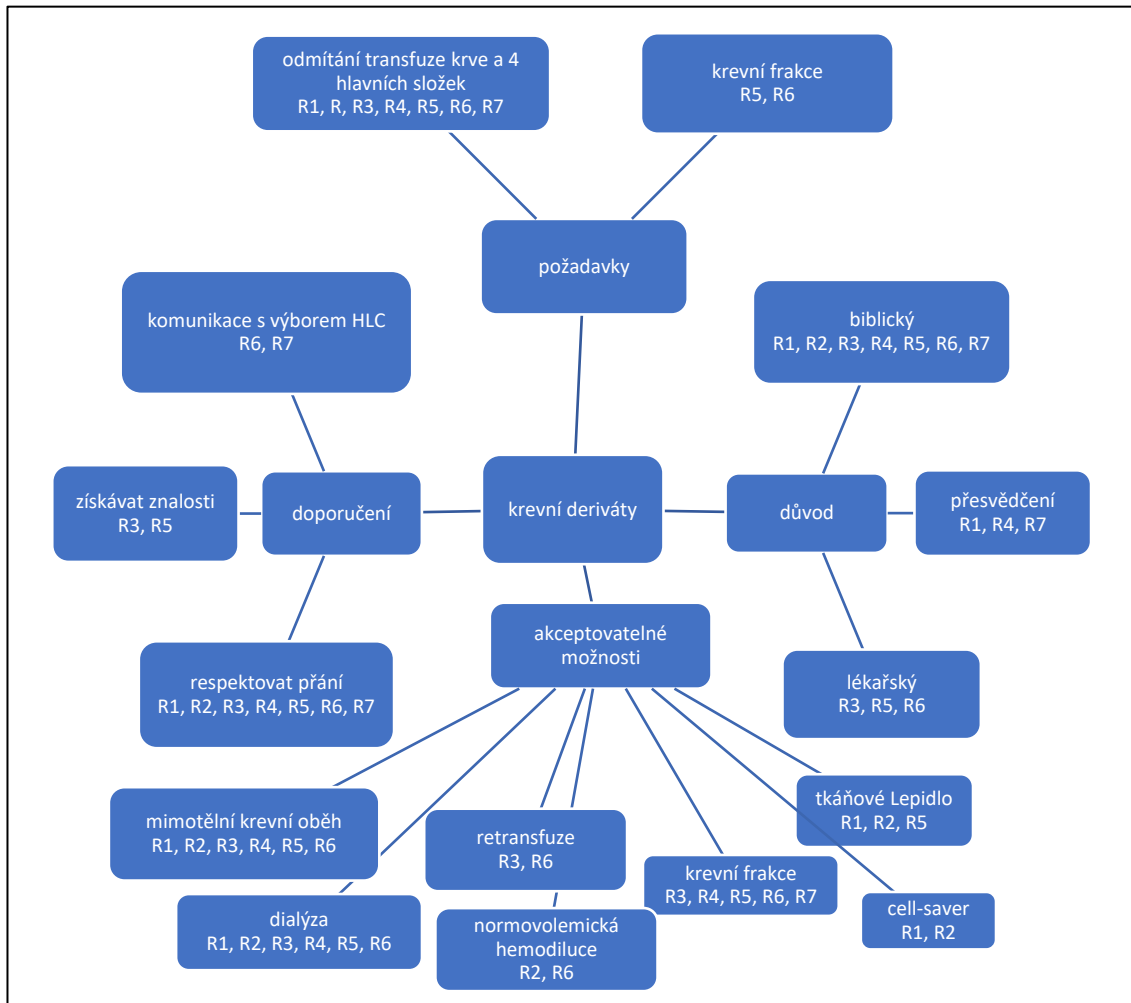 odmítání transfuze krve a 4
hlavních složek
R1, R, R3, R4, R5, R6, R7
krevní frakce
R5, R6
požadavky
komunikace s výborem HLC
R6, R7
biblický
R1, R2, R3, R4, R5, R6, R7
získávat znalosti
R3, R5
doporučení
krevní deriváty
důvod
přesvědčení
R1, R4, R7
respektovat přání
R1, R2, R3, R4, R5, R6, R7
akceptovatelné
možnosti
lékařský
R3, R5, R6
mimotělní krevní oběh
R1, R2, R3, R4, R5, R6
retransfuze
R3, R6
tkáňové Lepidlo
R1, R2, R5
krevní frakce
R3, R4, R5, R6, R7
dialýza
R1, R2, R3, R4, R5, R6
normovolemická
hemodiluce
R2, R6
cell-saver
R1, R2